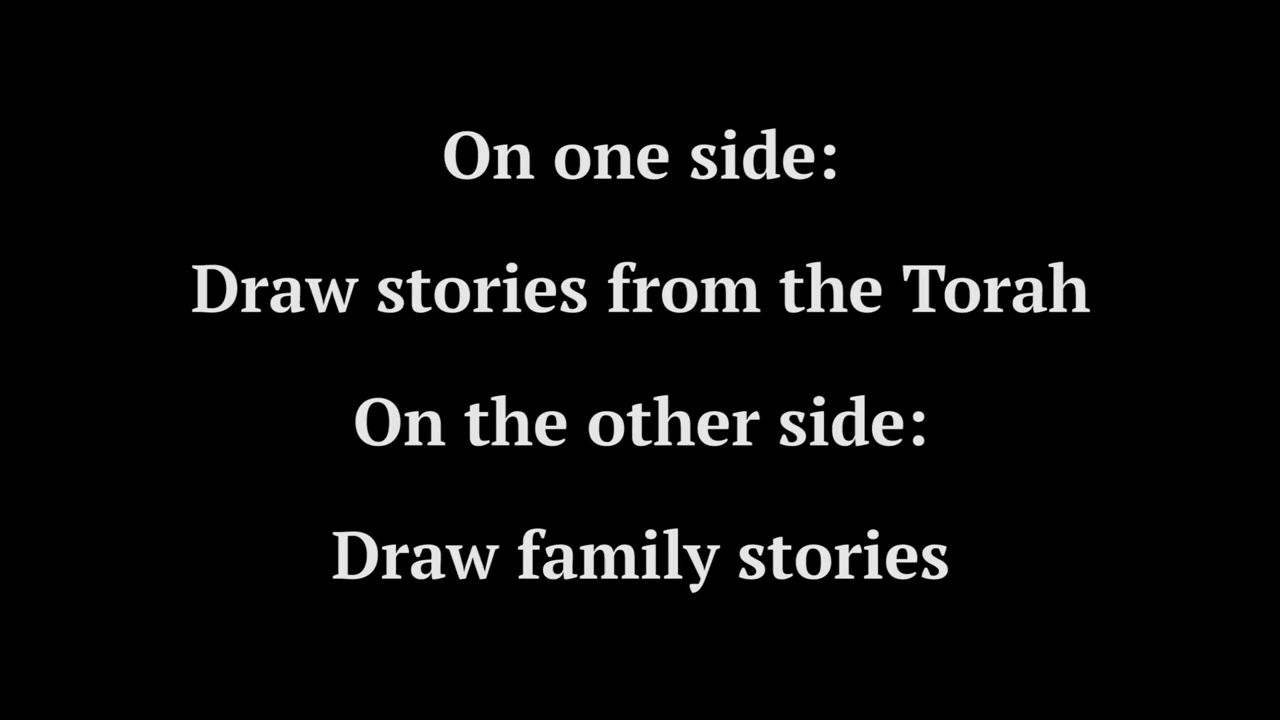 On one side:
Draw stories from the Torah
On the other side:
Draw family stories